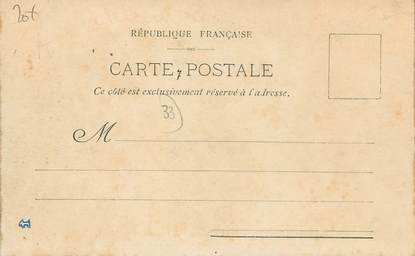 RÉPUBLIQUE FRANÇAISE
CARTE POSTALE
Ce côté est exclusivement réservé à l'adresse.
33
M